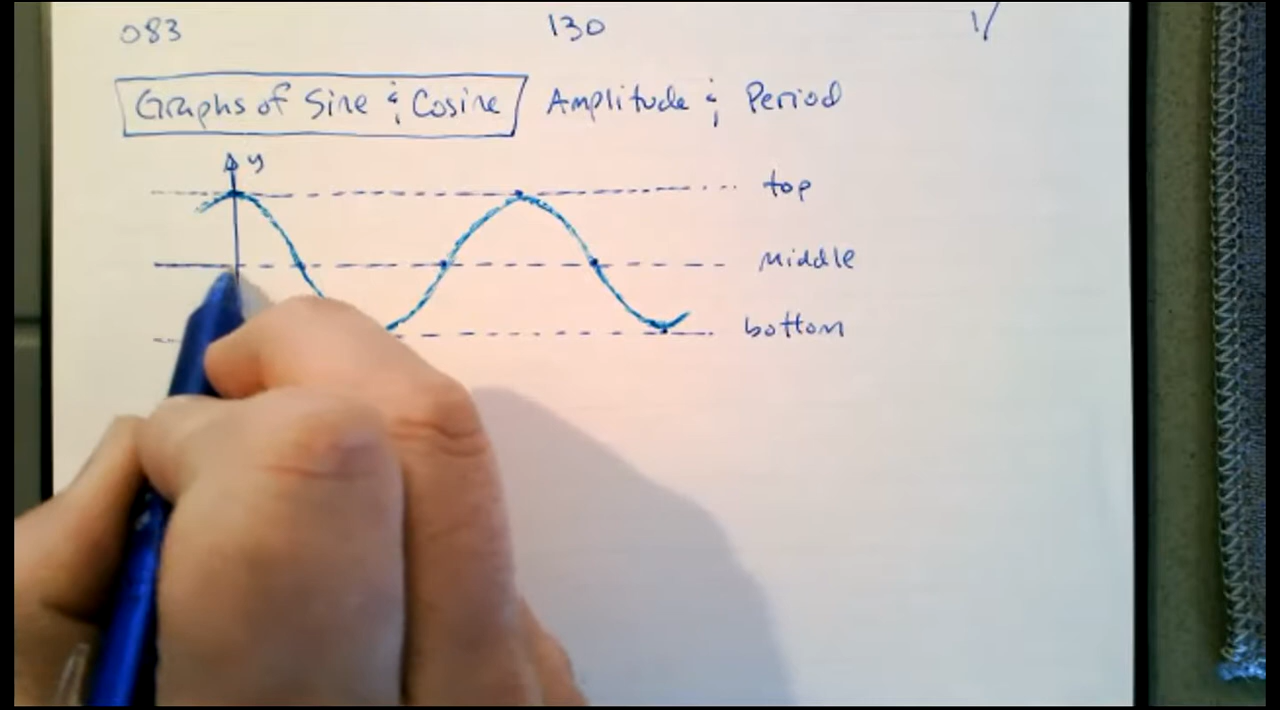 083 130 1/
Graphs of Sine & Cosine Amplitude & Period
y
top
middle
bottom